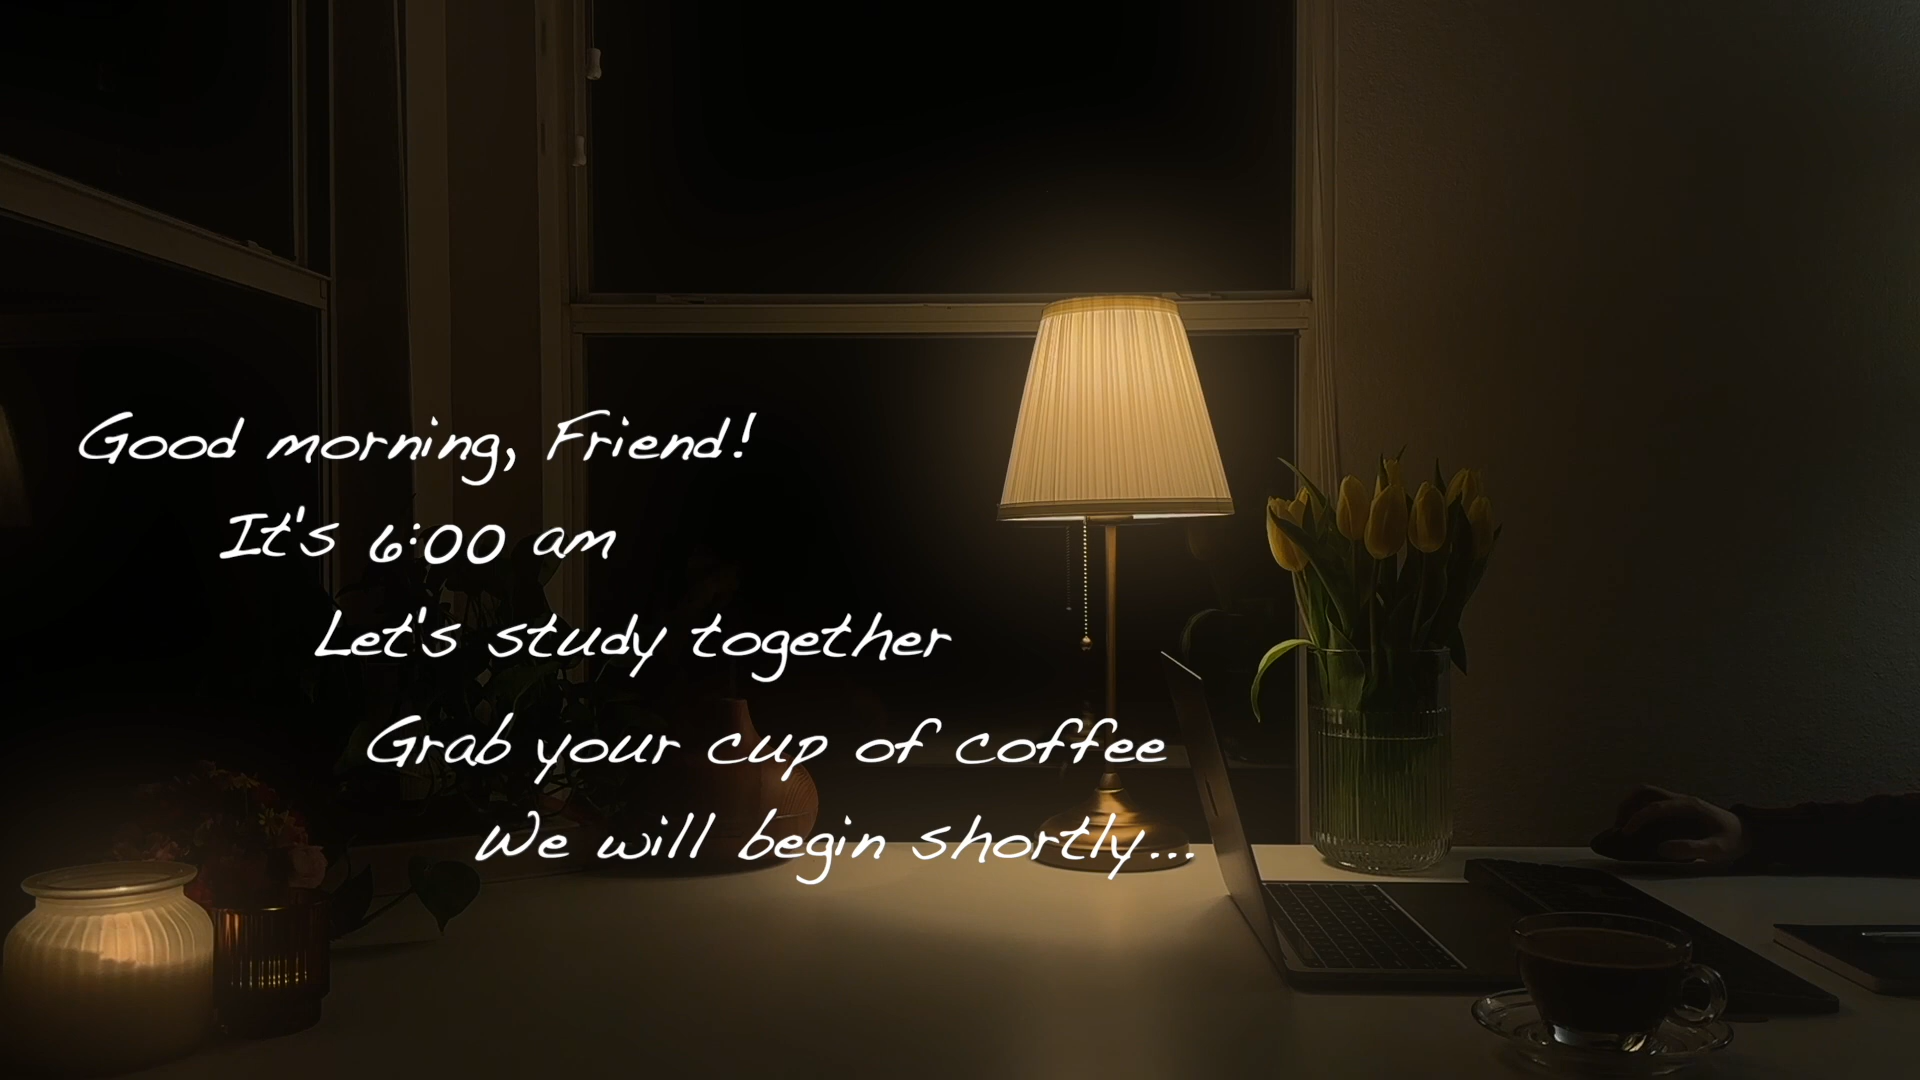 Good morning, Friend!
It's 6:00 am
Let's study together
Grab your cup of coffee
We will begin shortly...